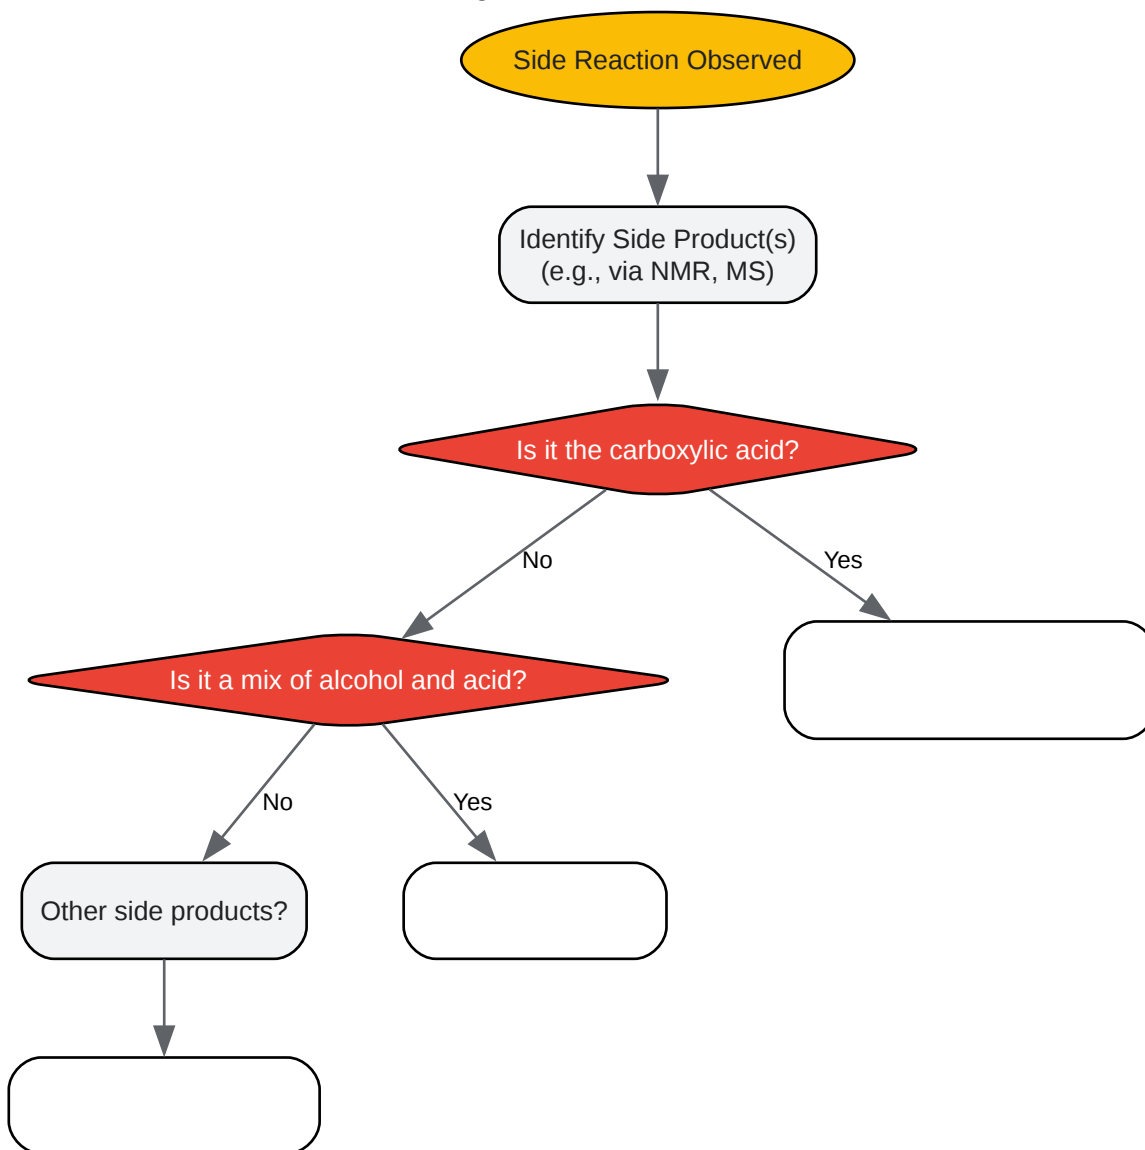 Side Reaction Observed
Identify Side Product(s)
(e.g., via NMR, MS)
Is it the carboxylic acid?
No
Yes
Is it a mix of alcohol and acid?
No
Yes
Other side products?